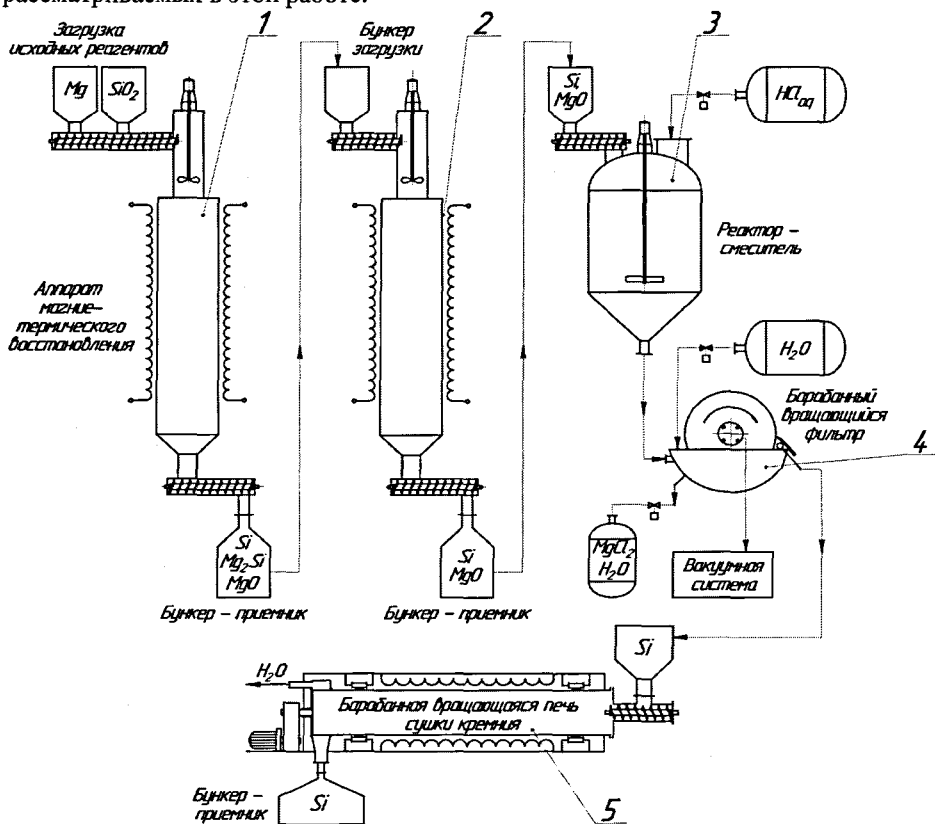 рассматриваемых в этой работе.
1
Загрузка
исходных реагентов
Mg
SiO₂
Аппарат
магние-
термического
восстановления
Si
Mg₂Si
MgO
Бункер - приемник
Бункер
загрузки
2
Si
MgO
Бункер - приемник
Si,
MgO
3
HCl aq
Реактор -
смеситель
H₂O
Барабанный
вращающийся
фильтр
4
MgCl₂
H₂O
Вакуумная
система
Si
H₂O
Барабанная вращающаяся печь
сушки кремния
Бункер -
приемник
Si
5